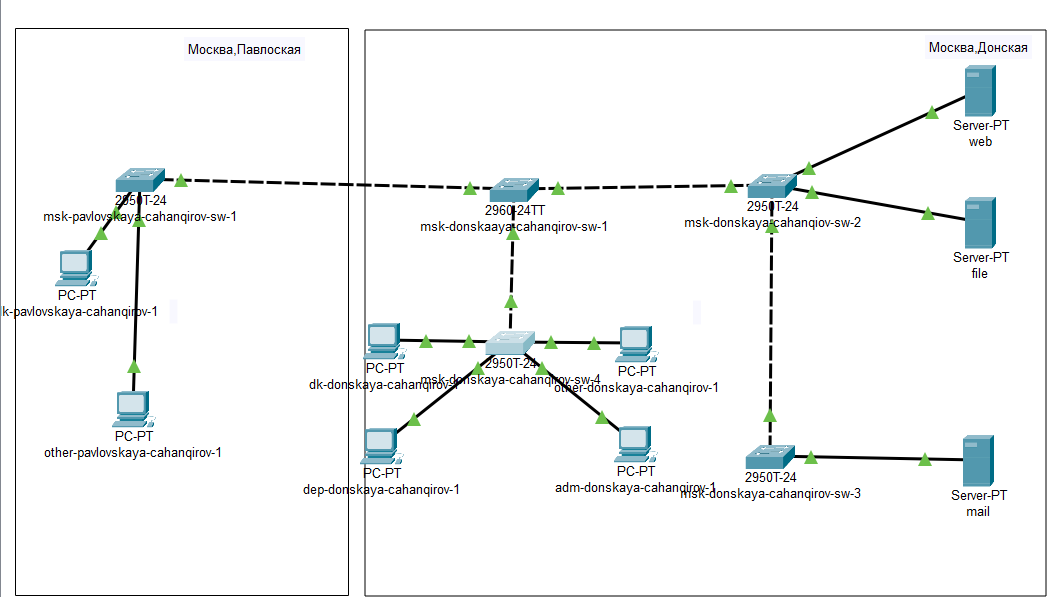 Москва,Павлоская
2950T-24
msk-pavlovskaya-cahanqirov-sw-1
PC-PT
k-pavlovskaya-cahanqirov-1
PC-PT
other-pavlovskaya-cahanqirov-1
Москва,Донская
2960-24TT
msk-donskaaya-cahanqirov-sw-1
2950T-24
msk-donskaya-cahanqirov-sw-2
Server-PT
web
Server-PT
file
PC-PT
dk-donskaya-cahanqirov-1
2950T-24
msk-donskaya-cahanqirov-sw-4
PC-PT
other-donskaya-cahanqirov-1
PC-PT
dep-donskaya-cahanqirov-1
PC-PT
adm-donskaya-cahanqirov-1
2950T-24
msk-donskaya-cahanqirov-sw-3
Server-PT
mail